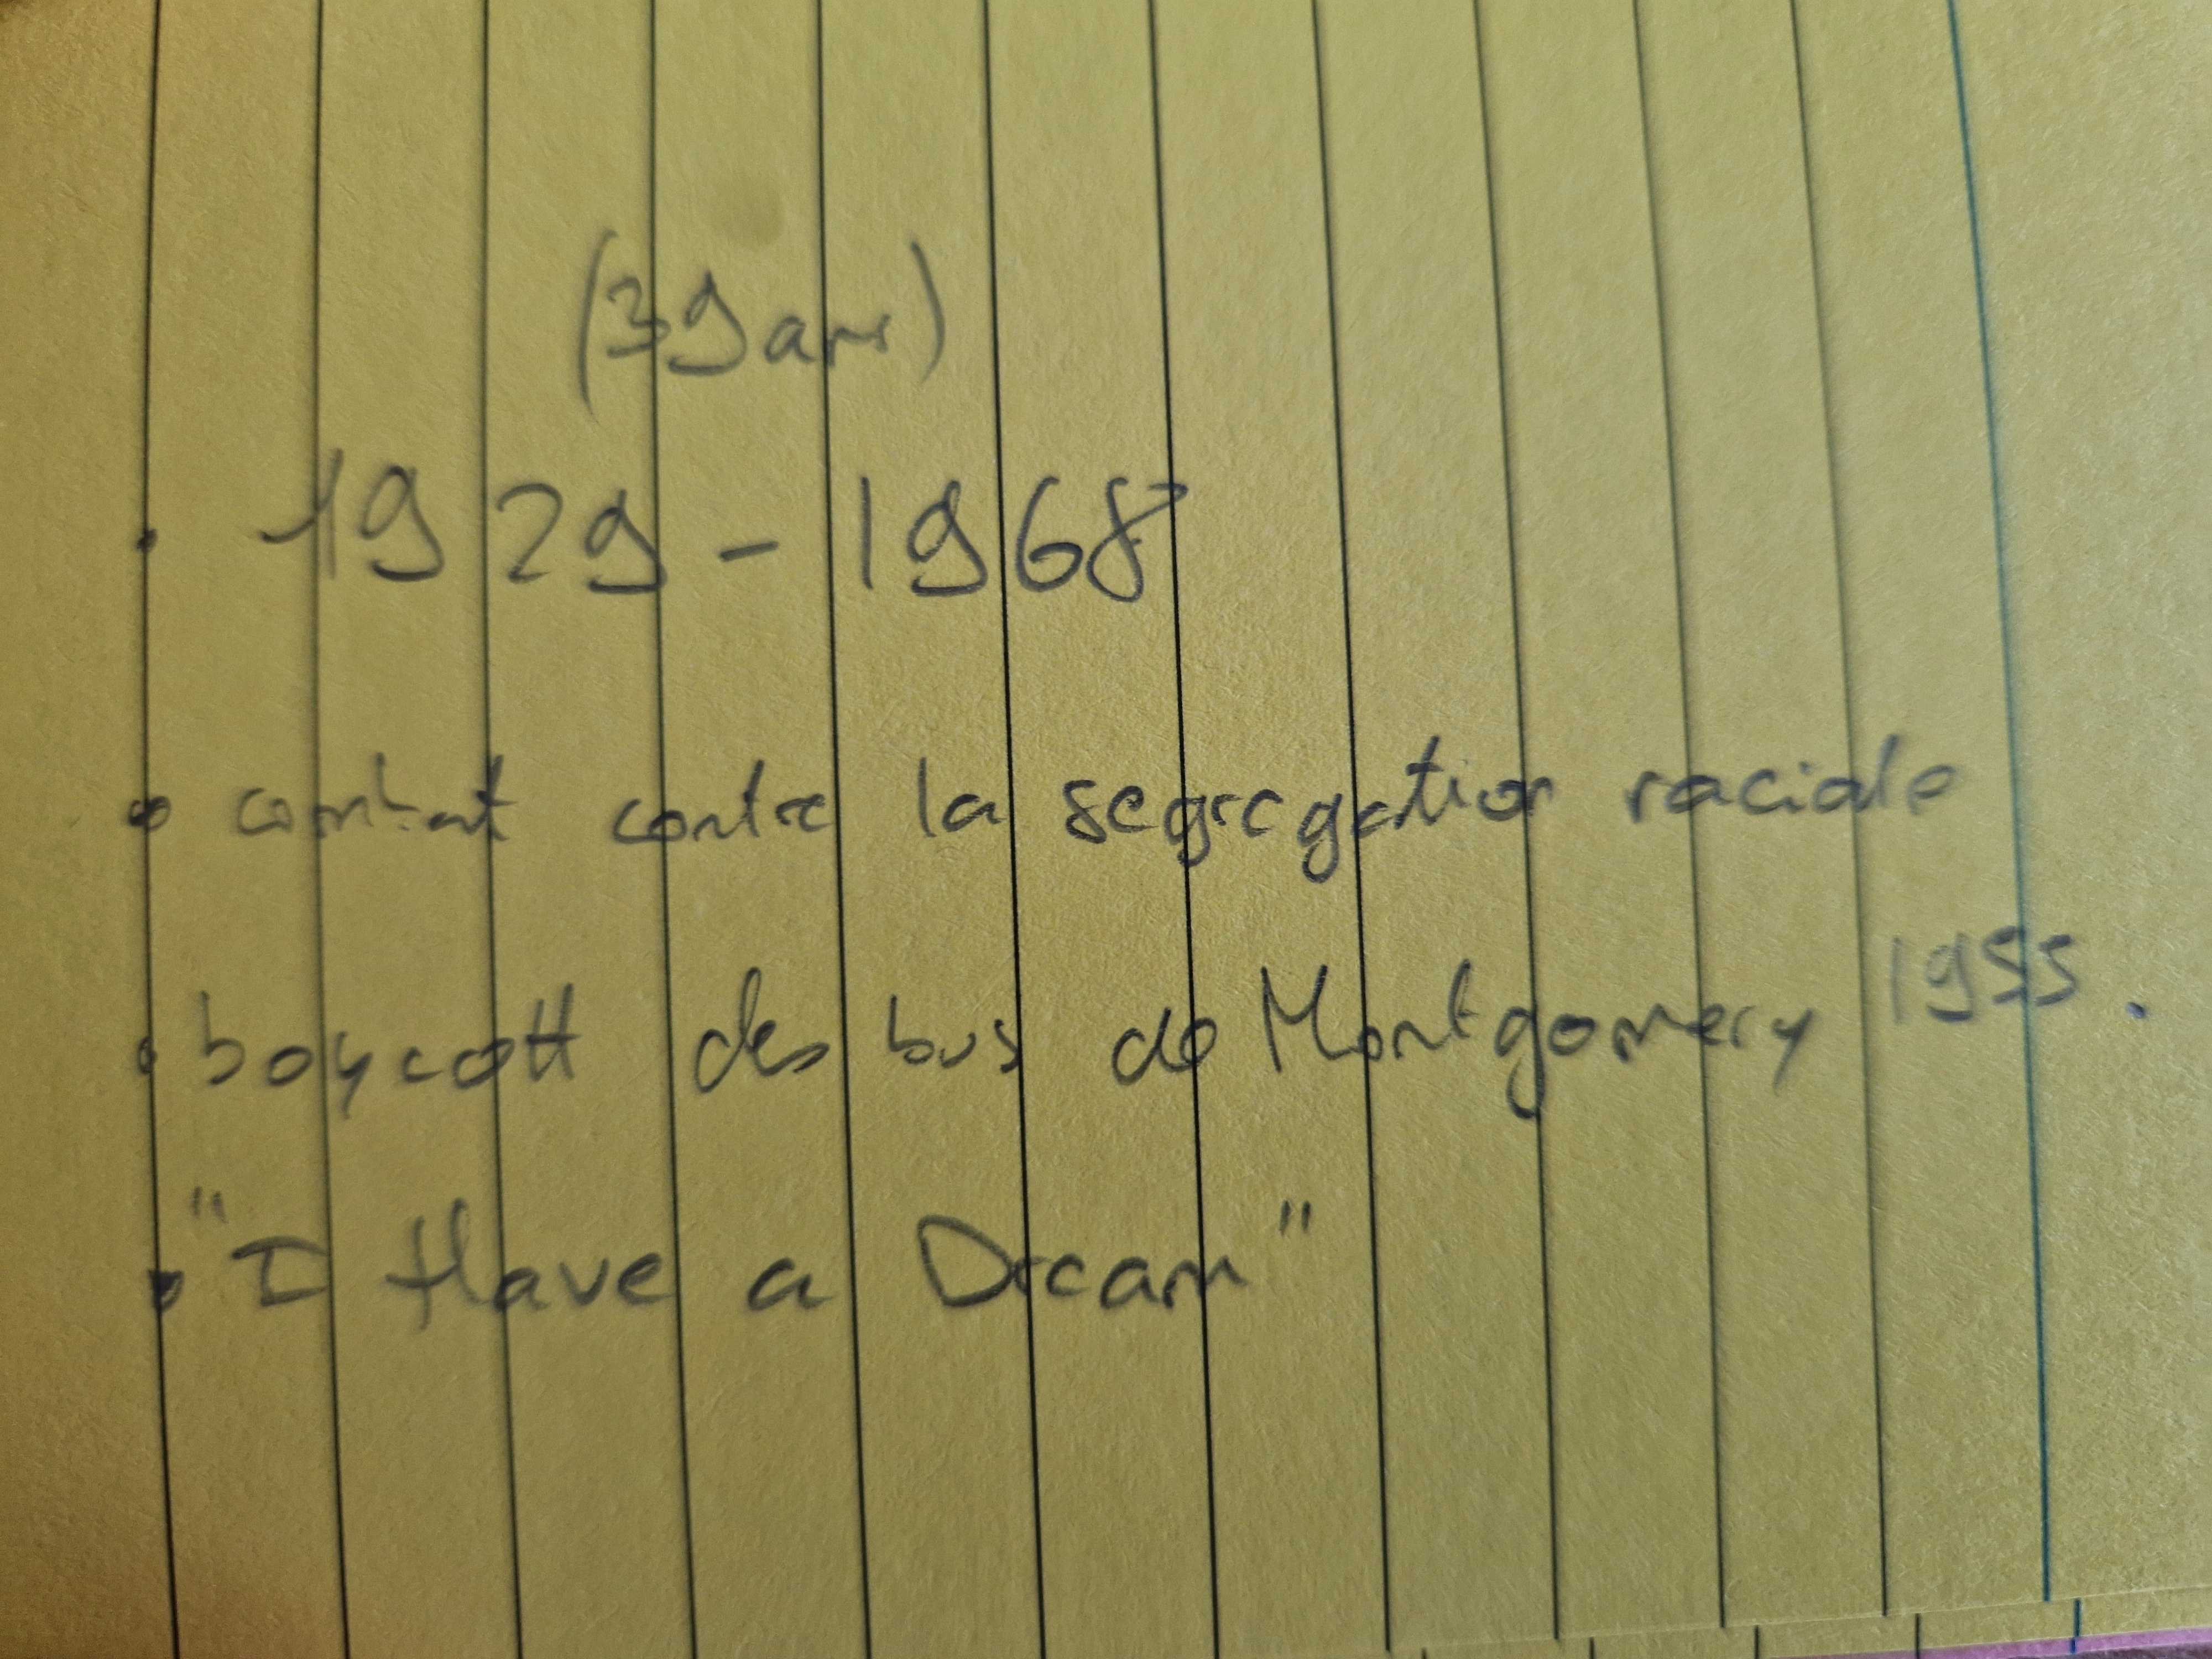 (39 ans)
• 1929 - 1968
• combat contre la segregation raciale
• boycott des bus de Montgomery 1955.
• "I Have a Dream"